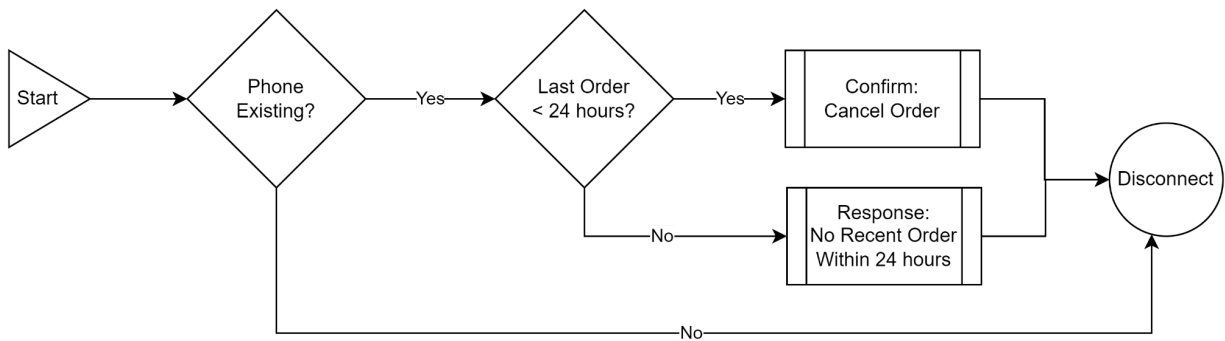 Start
Phone
Existing?
Yes
Last Order
< 24 hours?
Yes
Confirm:
Cancel Order
Disconnect
No
Response:
No Recent Order
Within 24 hours
No